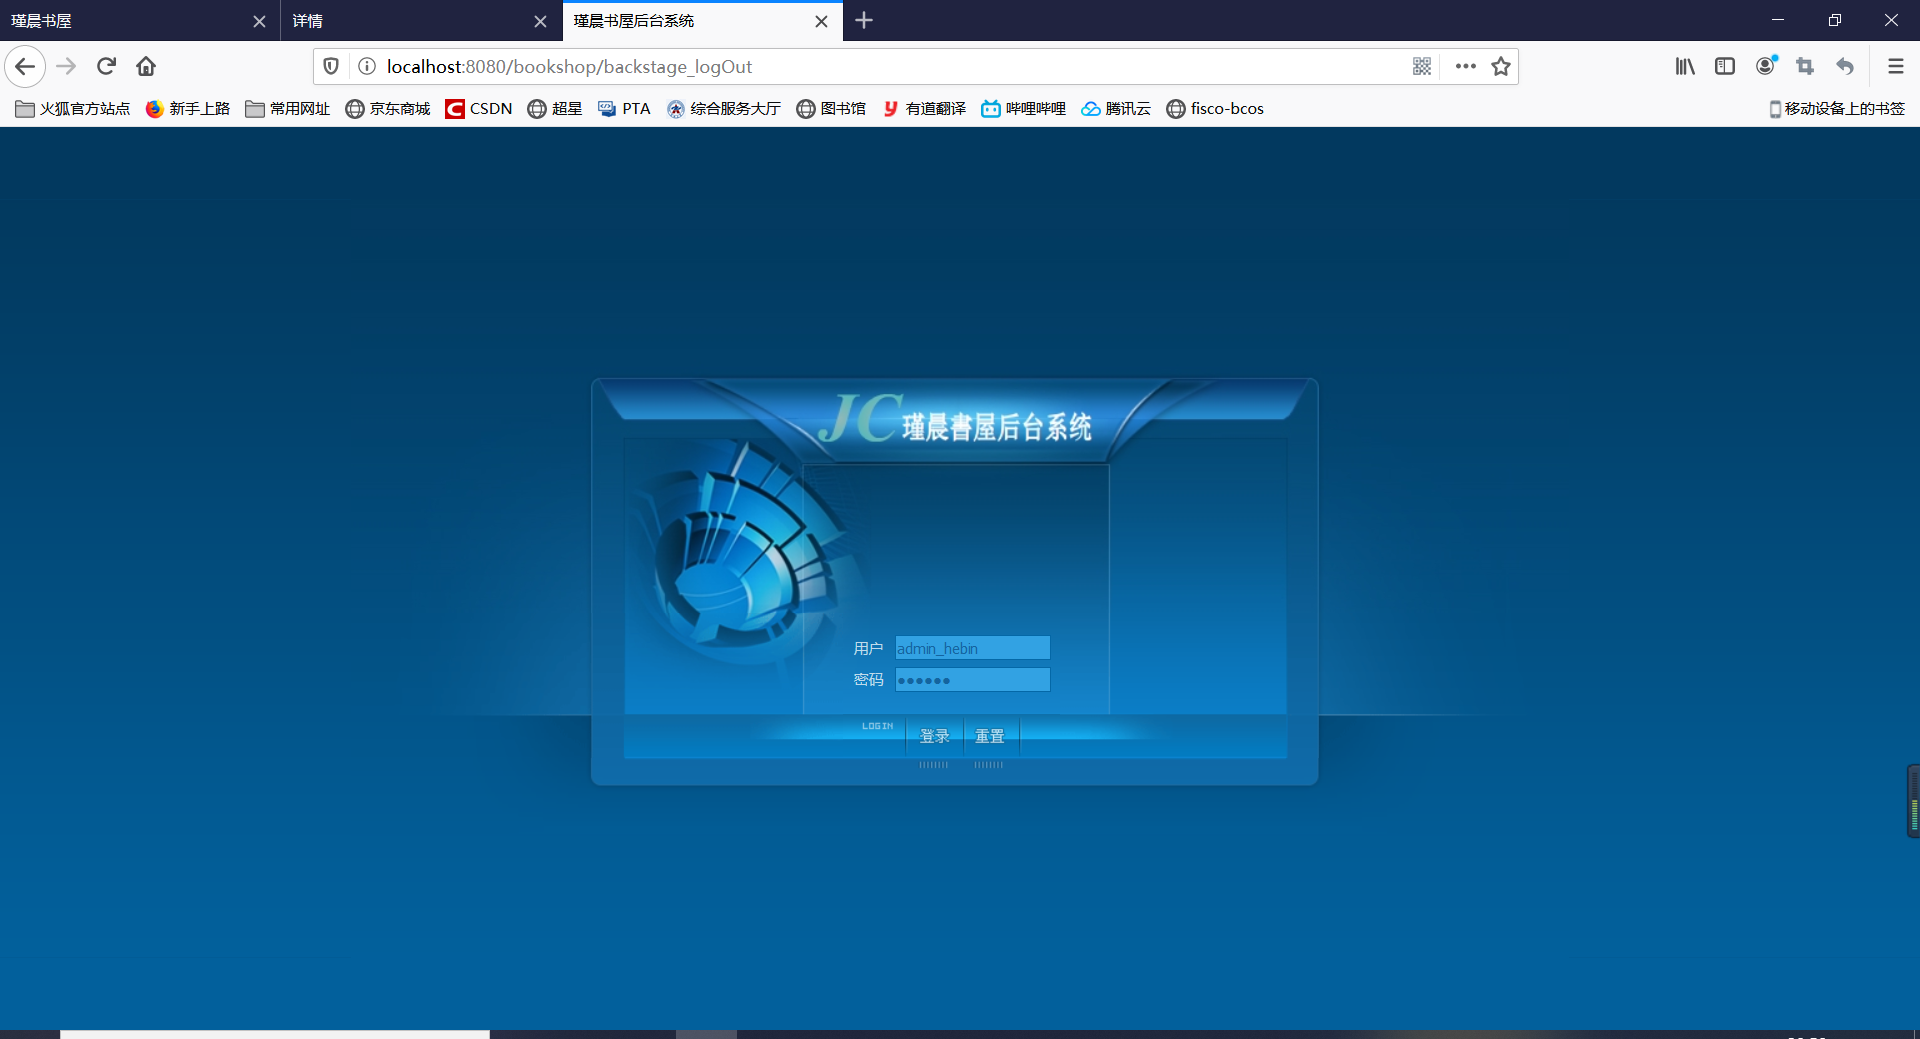 瑾晨书屋
详情
瑾晨书屋后台系统
localhost:8080/bookshop/backstage_logOut
火狐官方站点 新手上路 常用网址 京东商城 CSDN 超星 PTA 综合服务大厅 图书馆 有道翻译 哔哩哔哩 腾讯云 fisco-bcos 移动设备上的书签
JC 瑾晨書屋后台系统
用户 admin_hebin
密码 ●●●●●●
LOGIN 登录 重置